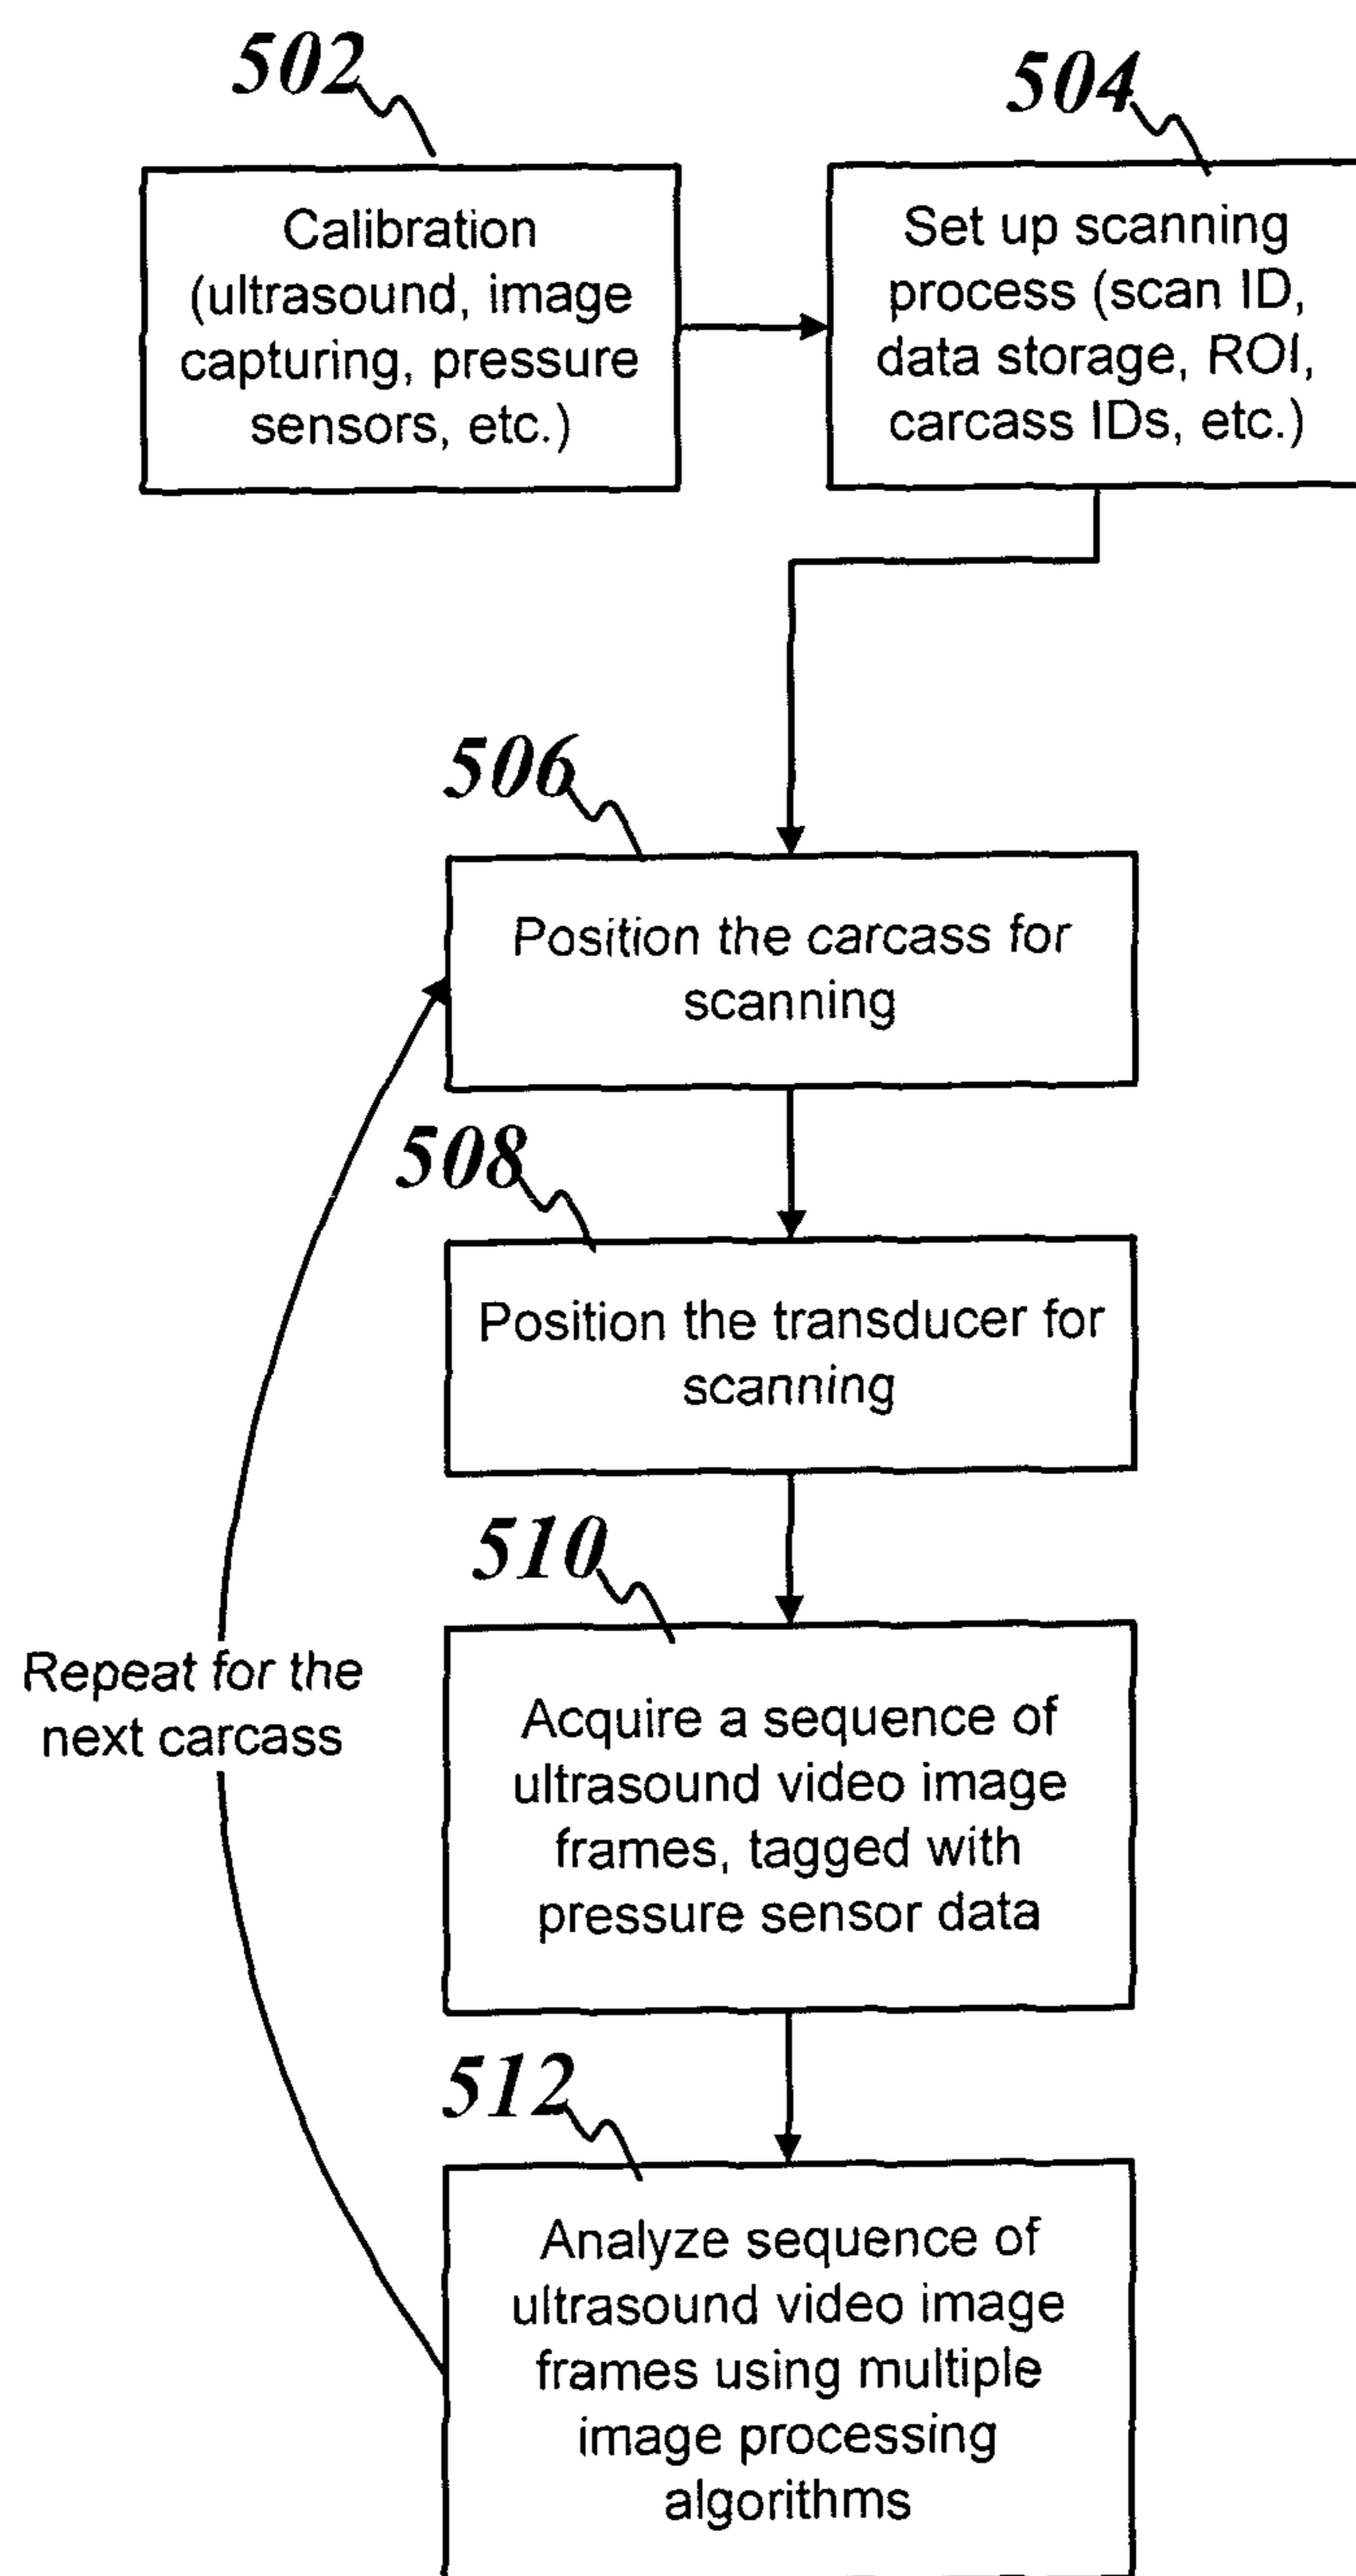 502
Calibration
(ultrasound, image
capturing, pressure
sensors, etc.)
504
Set up scanning
process (scan ID,
data storage, ROI,
carcass IDs, etc.)
506
Position the carcass for
scanning
508
Position the transducer for
scanning
510
Acquire a sequence of
ultrasound video image
frames, tagged with
pressure sensor data
Repeat for the
next carcass
512
Analyze sequence of
ultrasound video image
frames using multiple
image processing
algorithms